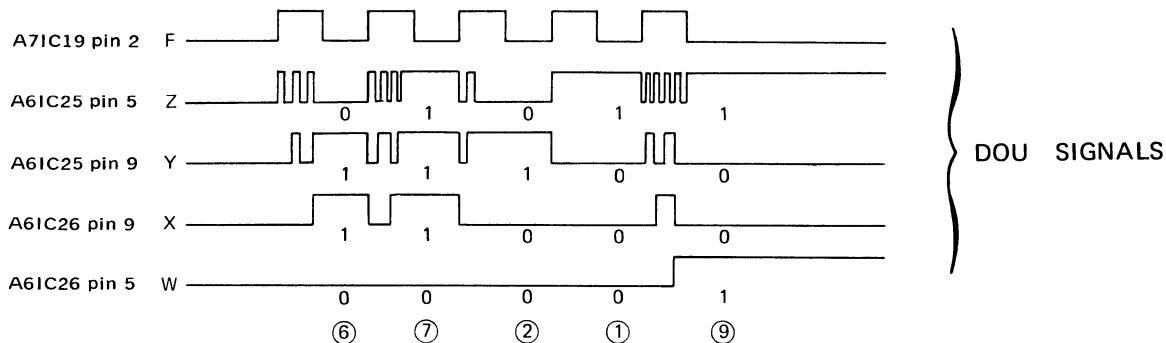 A7IC19 pin 2 F
A6IC25 pin 5 Z
0 1 0 1 1
A6IC25 pin 9 Y
1 1 1 0 0
DOU SIGNALS
A6IC26 pin 9 X
1 1 0 0 0
A6IC26 pin 5 W
0 0 0 0 1
6 7 2 1 9